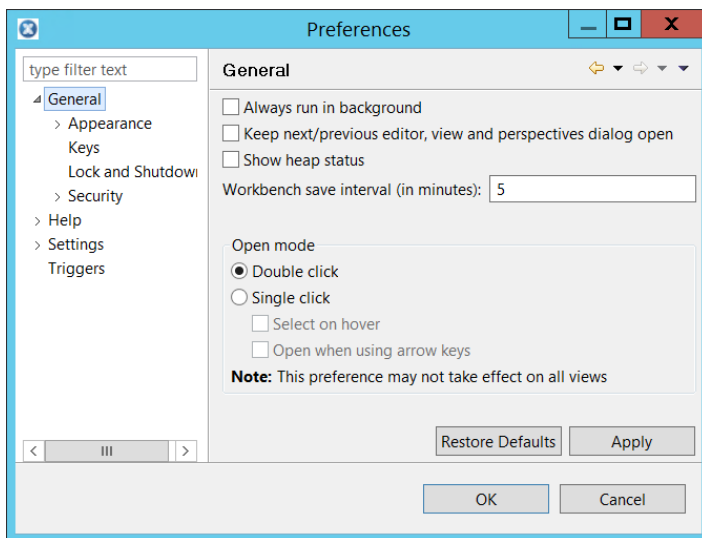 Preferences
type filter text
General
Appearance
Keys
Lock and Shutdow
Security
Help
Settings
Triggers
General
Always run in background
Keep next/previous editor, view and perspectives dialog open
Show heap status
Workbench save interval (in minutes): 5
Open mode
Double click
Single click
Select on hover
Open when using arrow keys
Note: This preference may not take effect on all views
Restore Defaults Apply
OK Cancel